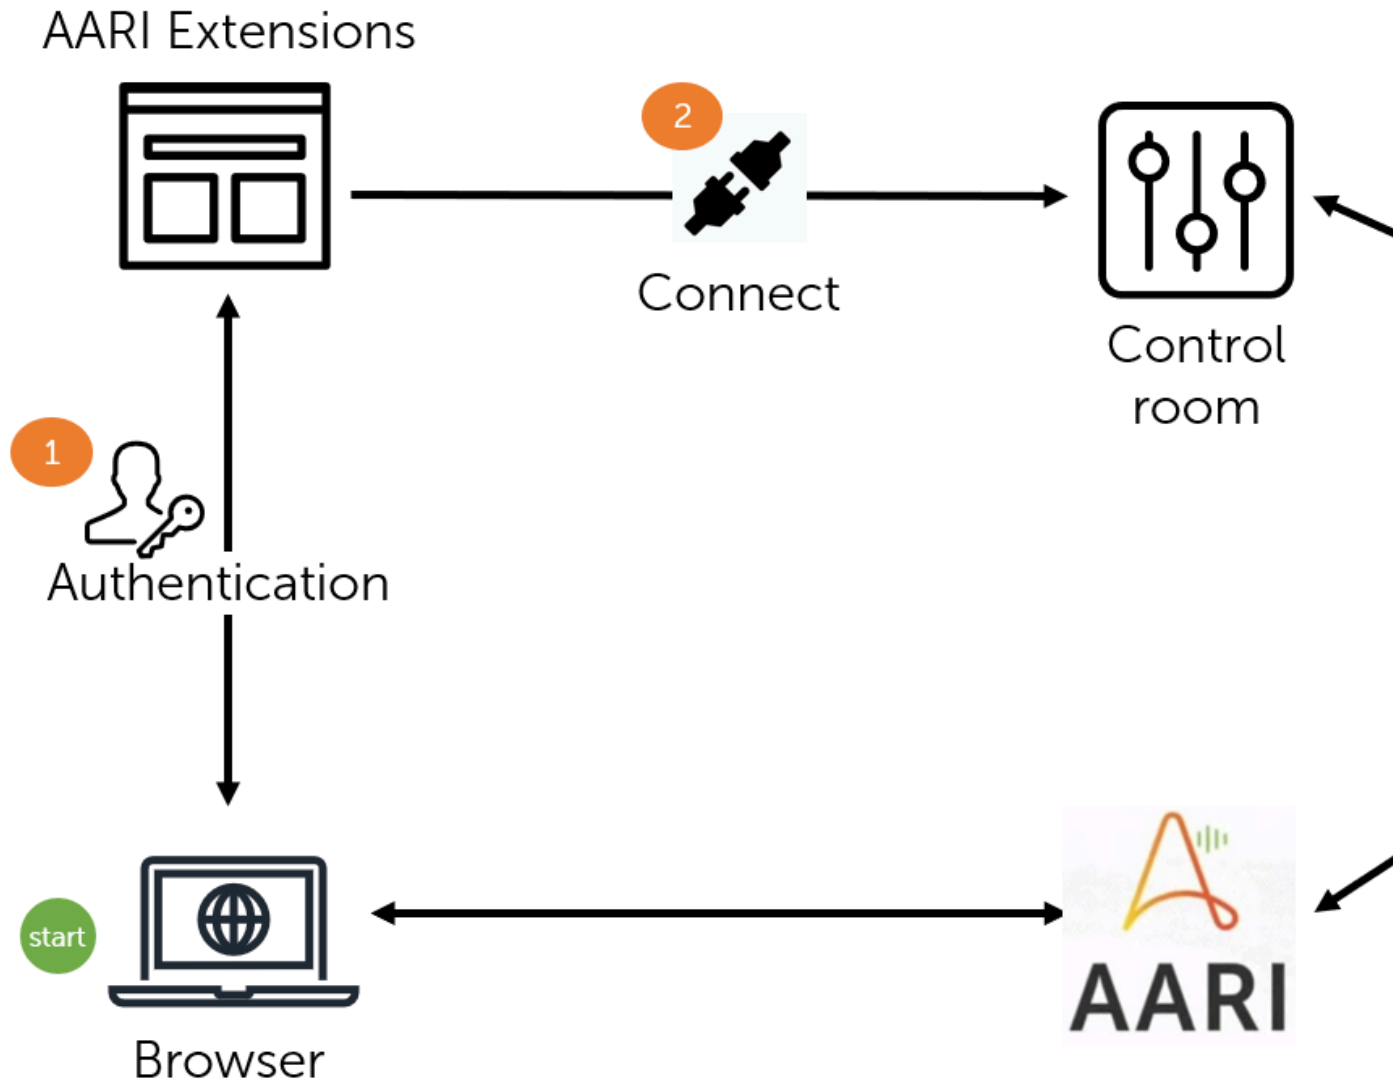 AARI Extensions
2
Connect
Control
room
1
Authentication
start
Browser
AARI